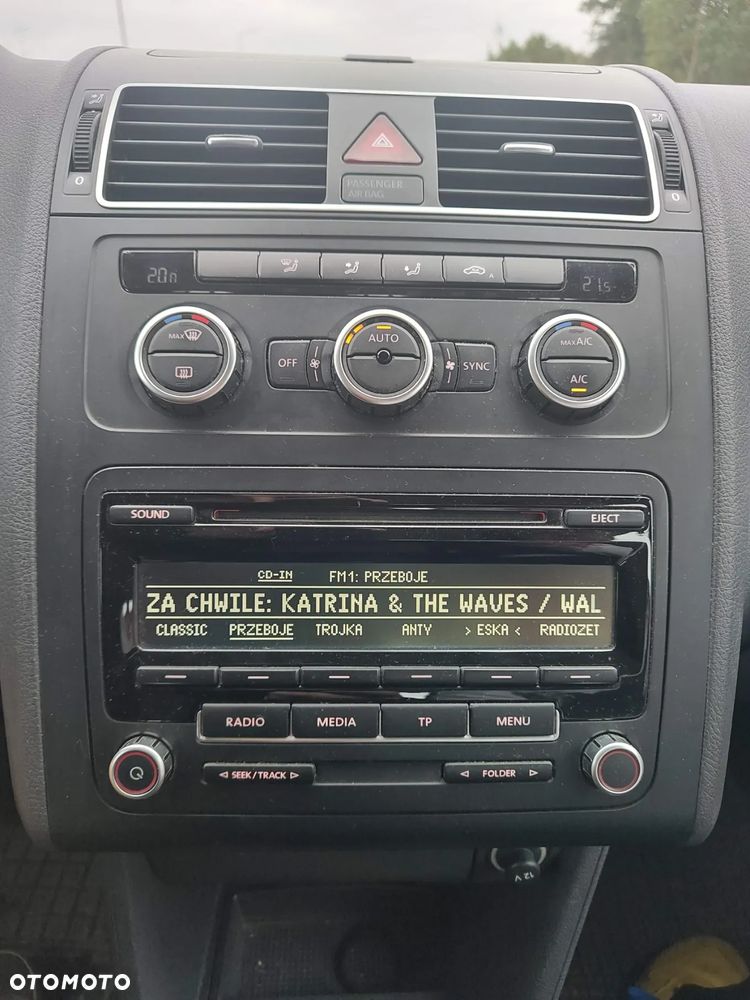 0
0
PASSENGER
AIR BAG
20
A
21.5
MAX
AUTO
MAX A/C
OFF
SYNC
A/C
SOUND
EJECT
CD-IN FM1: PRZEBOJE
ZA CHWILE: KATRINA & THE WAVES / WAL
CLASSIC PRZEBOJE TROJKA ANTY > ESKA < RADIOZET
RADIO MEDIA TP MENU
SEEK/TRACK
FOLDER
12 V
OTOMOTO